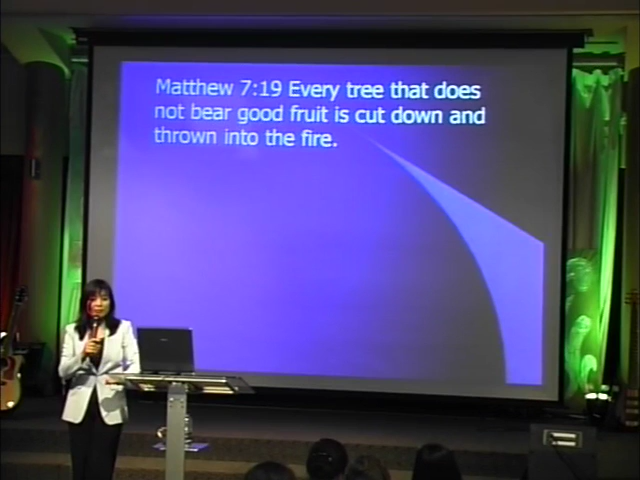 Matthew 7:19 Every tree that does
not bear good fruit is cut down and
thrown into the fire.